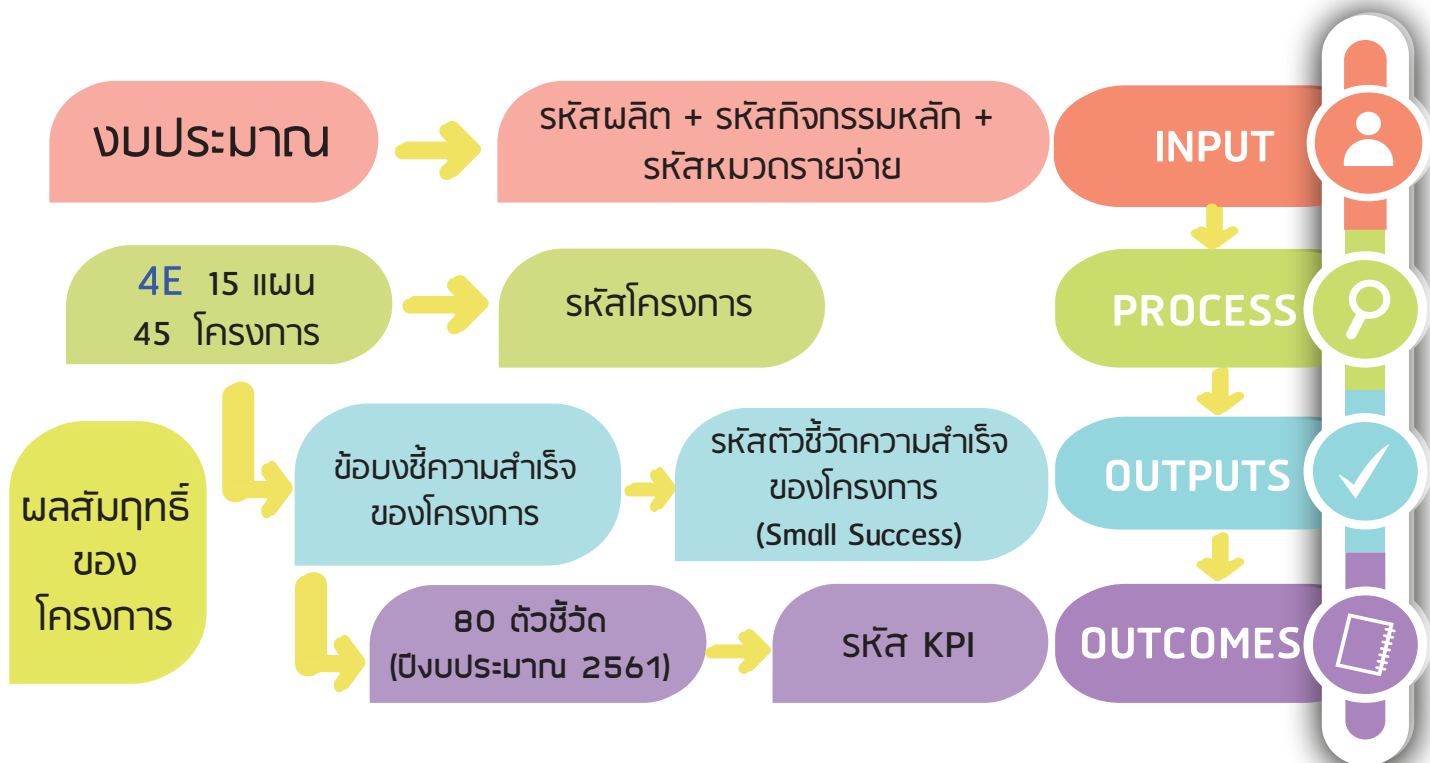 งบประมาณ
รหัสผลิต + รหัสกิจกรรมหลัก +
รหัสหมวดรายจ่าย
INPUT
4E 15 แผน
45 โครงการ
รหัสโครงการ
PROCESS
ผลสัมฤทธิ์
ของ
โครงการ
ข้อบงชี้ความสำเร็จ
ของโครงการ
รหัสตัวชี้วัดความสำเร็จ
ของโครงการ
(Small Success)
OUTPUTS
80 ตัวชี้วัด
(ปีงบประมาณ 2561)
รหัส KPI
OUTCOMES